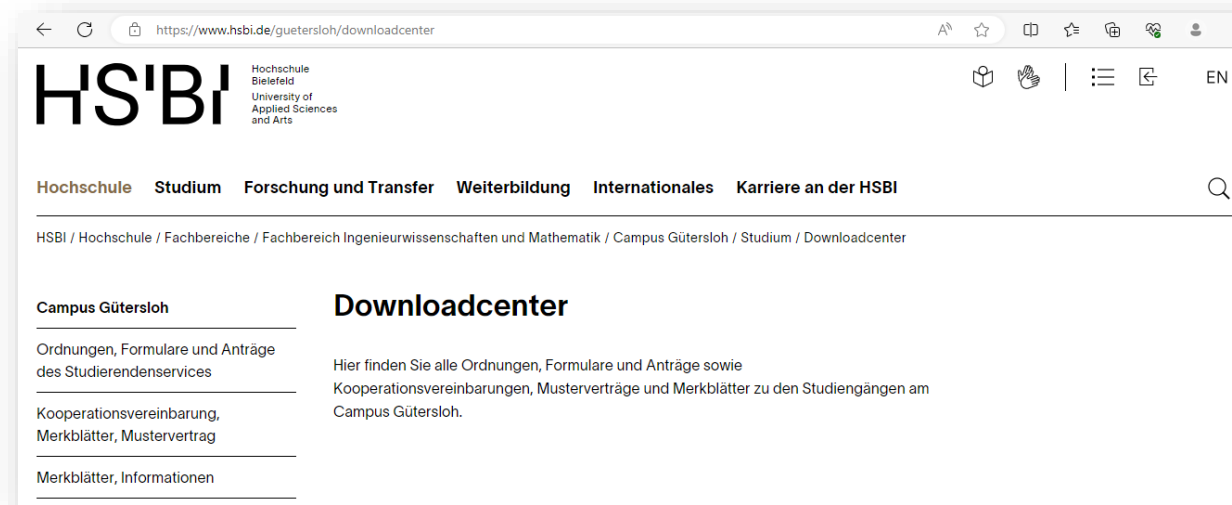 https://www.hsbi.de/guetersloh/downloadcenter
HS'BI
Hochschule
Bielefeld
University of
Applied Sciences
and Arts
EN
Hochschule Studium Forschung und Transfer Weiterbildung Internationales Karriere an der HSBI
HSBI / Hochschule / Fachbereiche / Fachbereich Ingenieurwissenschaften und Mathematik / Campus Gütersloh / Studium / Downloadcenter
Campus Gütersloh
Ordnungen, Formulare und Anträge
des Studierendenservices
Kooperationsvereinbarung,
Merkblätter, Mustervertrag
Merkblätter, Informationen
Downloadcenter
Hier finden Sie alle Ordnungen, Formulare und Anträge sowie
Kooperationsvereinbarungen, Musterverträge und Merkblätter zu den Studiengängen am
Campus Gütersloh.